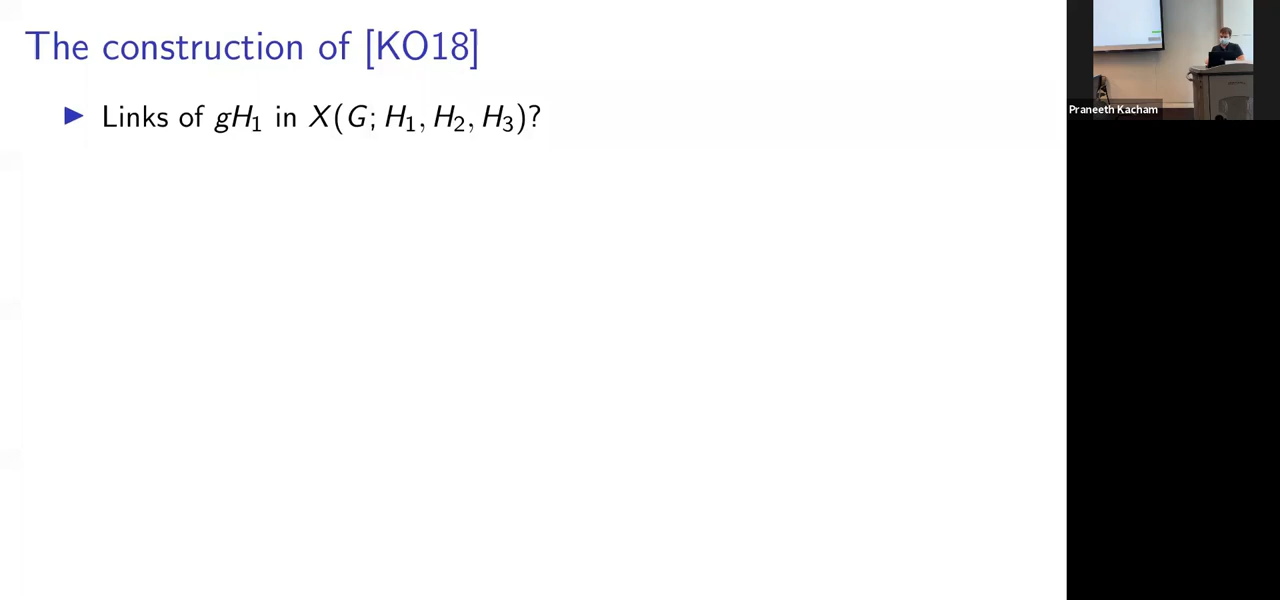 The construction of [KO18]
▶ Links of gH₁ in X(G; H₁, H₂, H₃)?
Praneeth Kacham